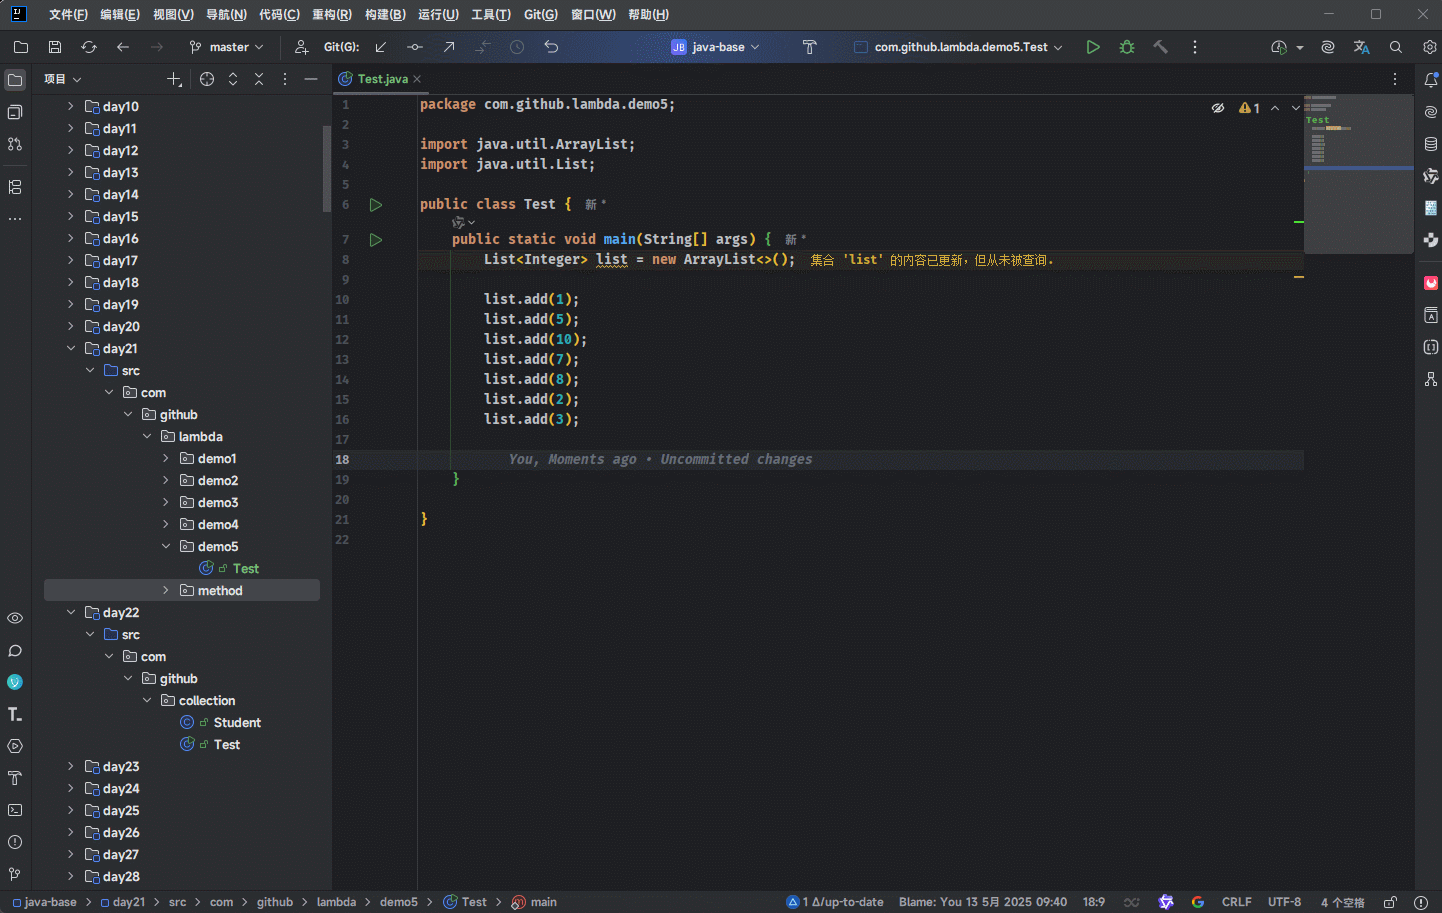 文件(F) 编辑(E) 视图(V) 导航(N) 代码(C) 重构(R) 构建(B) 运行(U) 工具(T) Git(G) 窗口(W) 帮助(H)
master Git(G): JB java-base com.github.lambda.demo5.Test
项目
Test.java
day10
day11
day12
day13
day14
day15
day16
day17
day18
day19
day20
day21
src
com
github
lambda
demo1
demo2
demo3
demo4
demo5
Test
method
day22
src
com
github
collection
Student
Test
day23
day24
day25
day26
day27
day28
1 package com.github.lambda.demo5;
2
3 import java.util.ArrayList;
4 import java.util.List;
5
6 public class Test { 新 *
7 public static void main(String[] args) { 新 *
8 List<Integer> list = new ArrayList<>(); 集合 'list' 的内容已更新，但从未被查询.
9
10 list.add(1);
11 list.add(5);
12 list.add(10);
13 list.add(7);
14 list.add(8);
15 list.add(2);
16 list.add(3);
17
18 You, Moments ago • Uncommitted changes
19 }
20
21 }
22
1
Test
java-base > day21 > src > com > github > lambda > demo5 > Test > main
1 Δ/up-to-date Blame: You 13 5月 2025 09:40 18:9 CRLF UTF-8 4 个空格